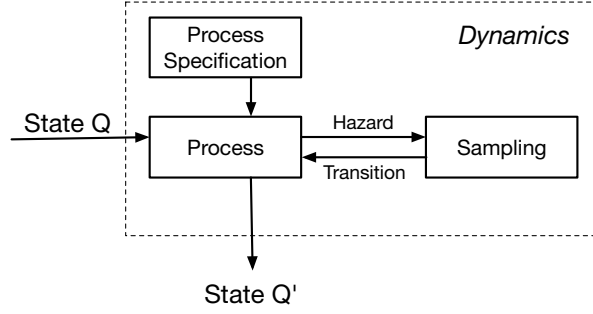 Process
Specification
Dynamics
State Q
Process
Hazard
Transition
Sampling
State Q'